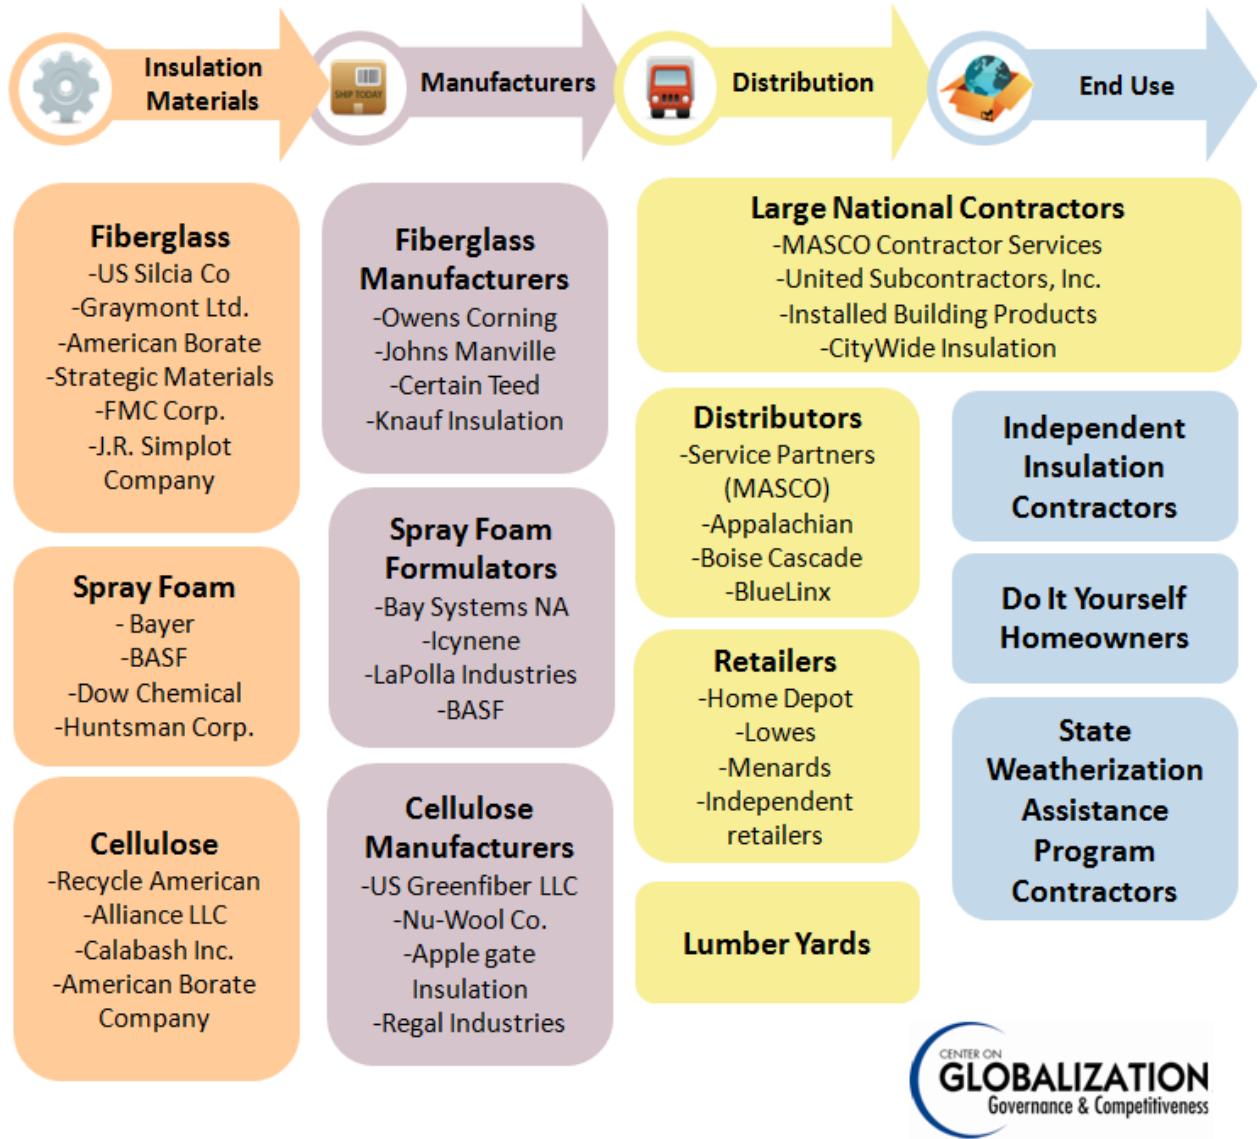 Insulation
Materials
SHIP TODAY
Manufacturers
Distribution
End Use
Fiberglass
-US Silcia Co
-Graymont Ltd.
-American Borate
-Strategic Materials
-FMC Corp.
-J.R. Simplot
Company
Spray Foam
- Bayer
-BASF
-Dow Chemical
-Huntsman Corp.
Cellulose
-Recycle American
-Alliance LLC
-Calabash Inc.
-American Borate
Company
Fiberglass
Manufacturers
-Owens Corning
-Johns Manville
-Certain Teed
-Knauf Insulation
Spray Foam
Formulators
-Bay Systems NA
-Icynene
-LaPolla Industries
-BASF
Cellulose
Manufacturers
-US Greenfiber LLC
-Nu-Wool Co.
-Apple gate
Insulation
-Regal Industries
Large National Contractors
-MASCO Contractor Services
-United Subcontractors, Inc.
-Installed Building Products
-CityWide Insulation
Distributors
-Service Partners
(MASCO)
-Appalachian
-Boise Cascade
-BlueLinx
Retailers
-Home Depot
-Lowes
-Menards
-Independent
retailers
Lumber Yards
Independent
Insulation
Contractors
Do It Yourself
Homeowners
State
Weatherization
Assistance
Program
Contractors
CENTER ON
GLOBALIZATION
Governance & Competitiveness